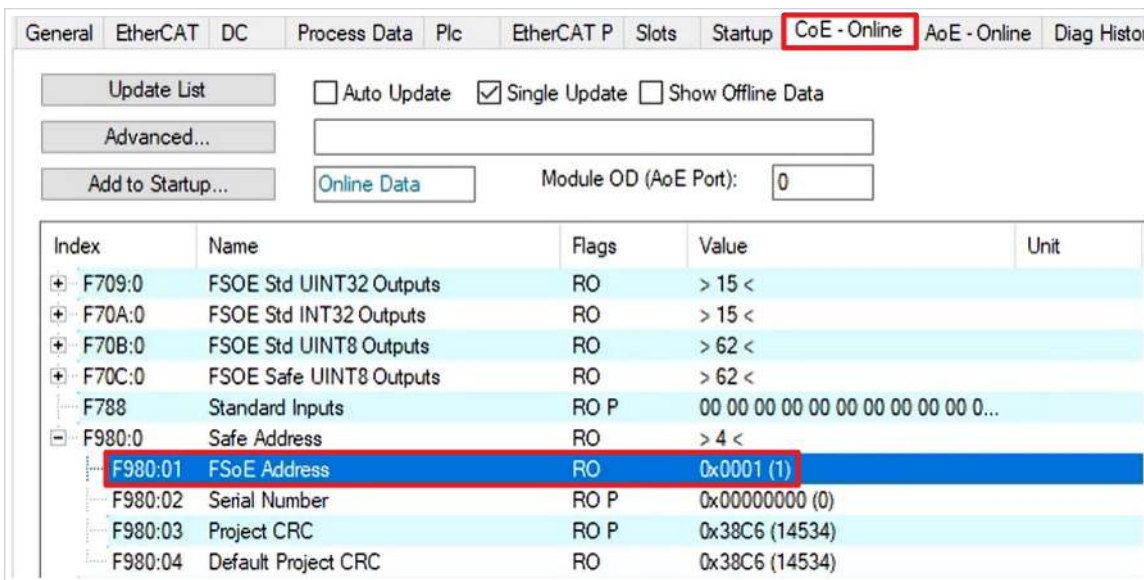 General EtherCAT DC Process Data Plc EtherCAT P Slots Startup CoE - Online AoE - Online Diag Histor
Update List Auto Update Single Update Show Offline Data
Advanced...
Add to Startup... Online Data Module OD (AoE Port): 0
Index Name Flags Value Unit
F709:0 FSOE Std UINT32 Outputs RO > 15 <
F70A:0 FSOE Std INT32 Outputs RO > 15 <
F70B:0 FSOE Std UINT8 Outputs RO > 62 <
F70C:0 FSOE Safe UINT8 Outputs RO > 62 <
F788 Standard Inputs RO P 00 00 00 00 00 00 00 00 00 00 0...
F980:0 Safe Address RO > 4 <
F980:01 FSoE Address RO 0x0001 (1)
F980:02 Serial Number RO P 0x00000000 (0)
F980:03 Project CRC RO P 0x38C6 (14534)
F980:04 Default Project CRC RO 0x38C6 (14534)